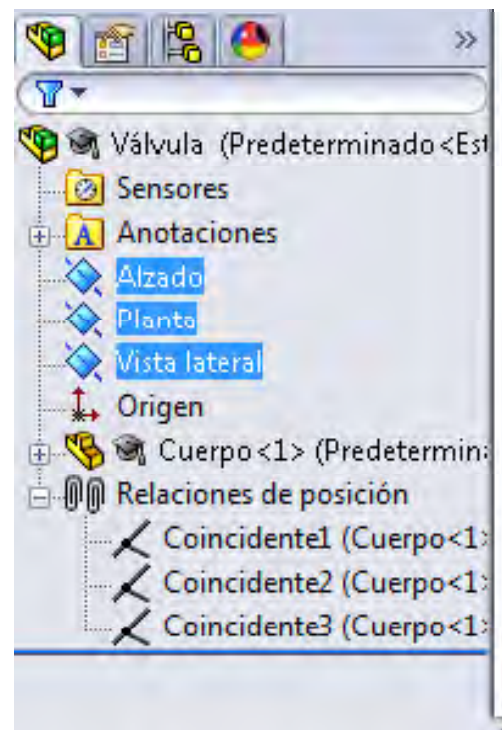 Válvula (Predeterminado<Est
Sensores
Anotaciones
Alzado
Planta
Vista lateral
Origen
Cuerpo<1> (Predetermin
Relaciones de posición
Coincidente1 (Cuerpo<1>
Coincidente2 (Cuerpo<1>
Coincidente3 (Cuerpo<1>